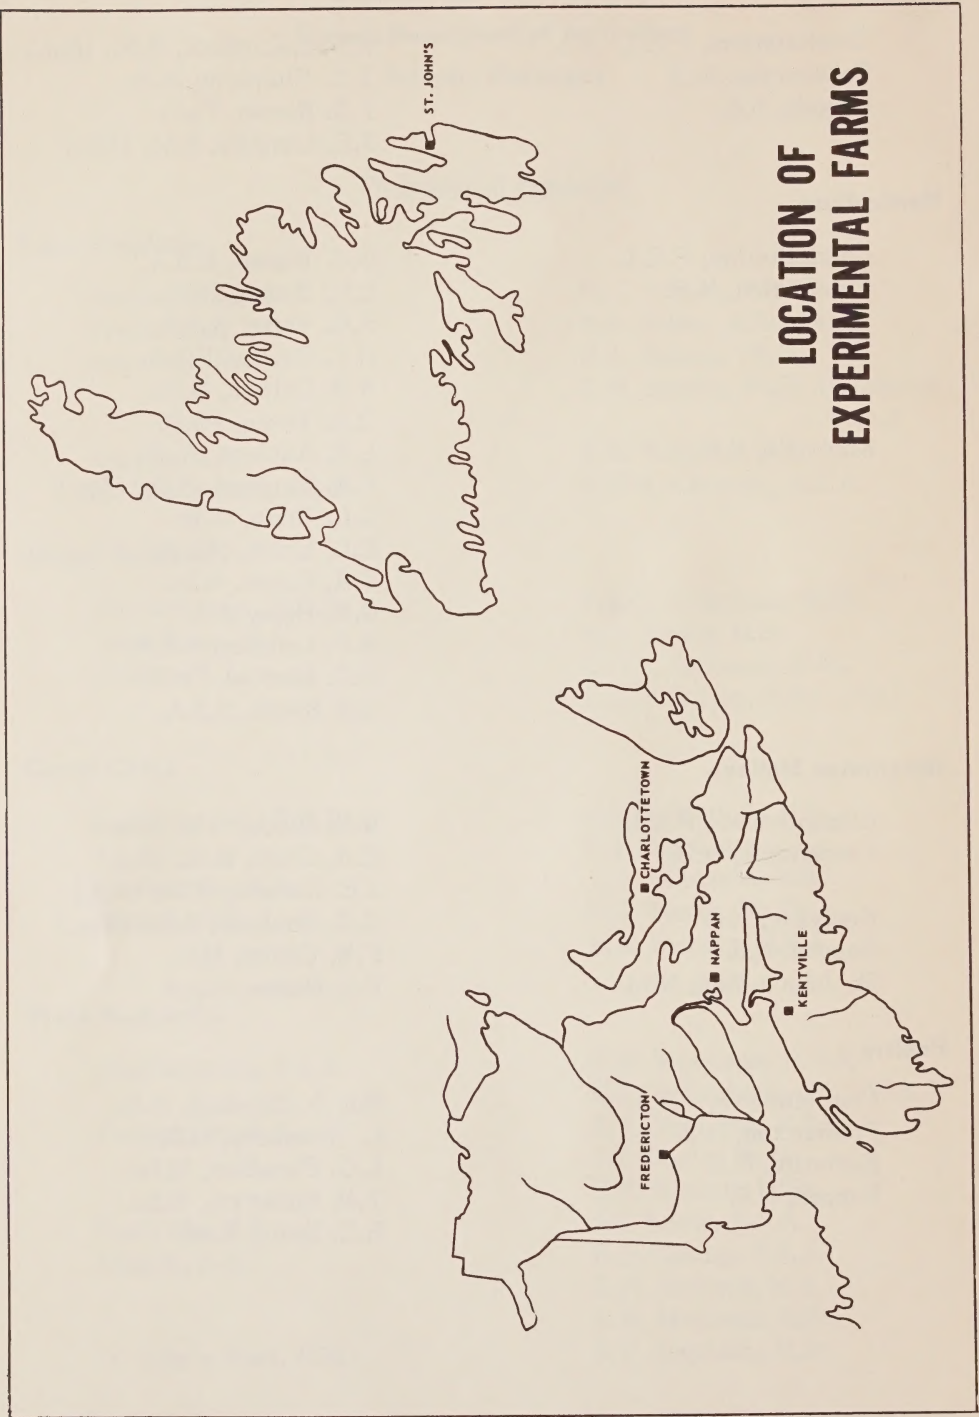 ST. JOHN'S
CHARLOTTETOWN
NAPPAN
FREDERICTON
KENTVILLE
LOCATION OF
EXPERIMENTAL FARMS